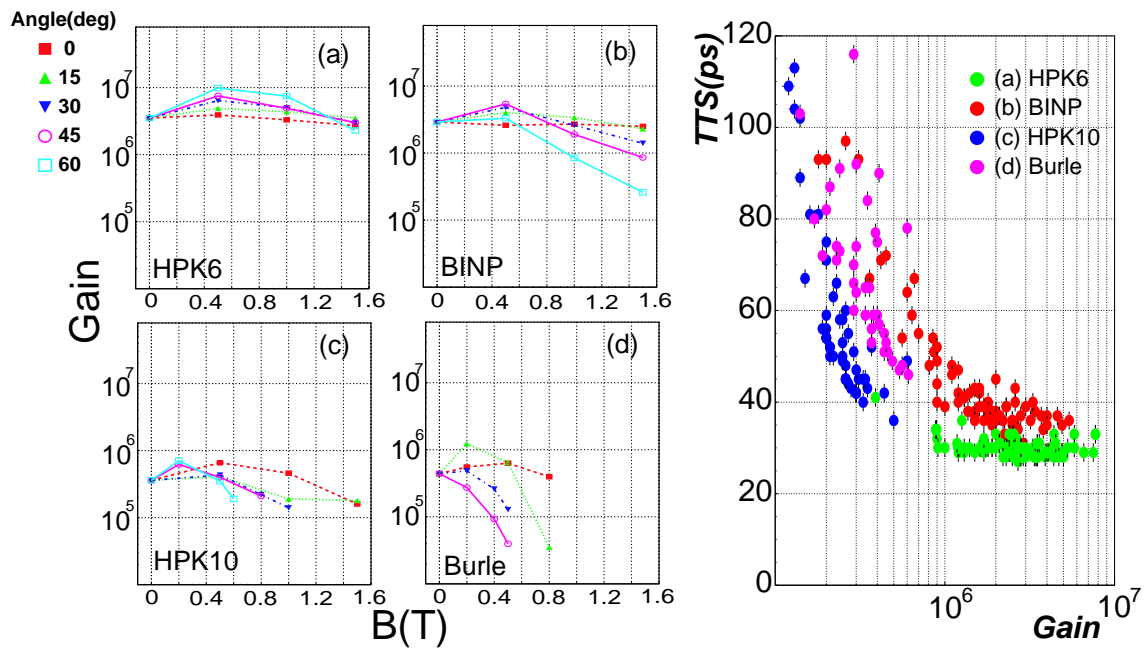 Angle(deg)
0
15
30
45
60
(a)
10^7
10^6
10^5
HPK6
0 0.4 0.8 1.2 1.6
(b)
10^7
10^6
10^5
BINP
0 0.4 0.8 1.2 1.6
Gain
(c)
10^7
10^6
10^5
HPK10
0 0.4 0.8 1.2 1.6
(d)
10^7
10^6
10^5
Burle
0 0.4 0.8 1.2 1.6
B(T)
TTS(ps)
120
100
80
60
40
20
0
(a) HPK6
(b) BINP
(c) HPK10
(d) Burle
10^6 10^7
Gain